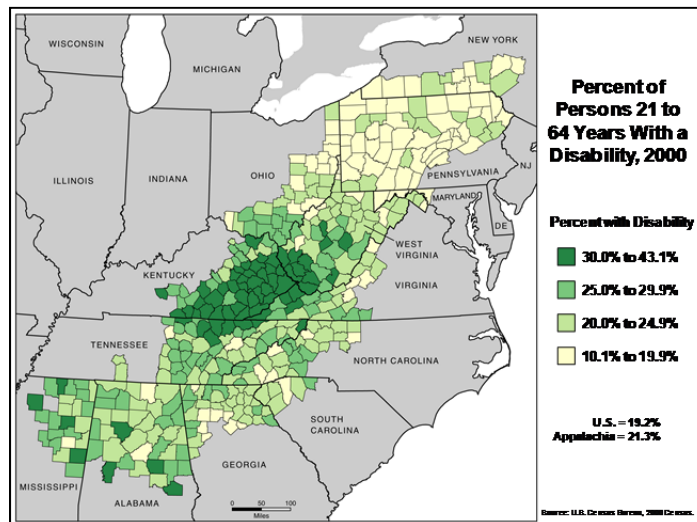 WISCONSIN
MICHIGAN
NEW YORK
ILLINOIS
INDIANA
OHIO
PENNSYLVANIA
NJ
MARYLAND
DE
WEST
VIRGINIA
VIRGINIA
KENTUCKY
TENNESSEE
NORTH CAROLINA
SOUTH
CAROLINA
GEORGIA
MISSISSIPPI
ALABAMA
0 50 100
Miles
Percent of
Persons 21 to
64 Years With a
Disability, 2000
Percent with Disability
30.0% to 43.1%
25.0% to 29.9%
20.0% to 24.9%
10.1% to 19.9%
U.S. = 19.2%
Appalachia = 21.3%
Source: U.S. Census Bureau, 2000 Census.